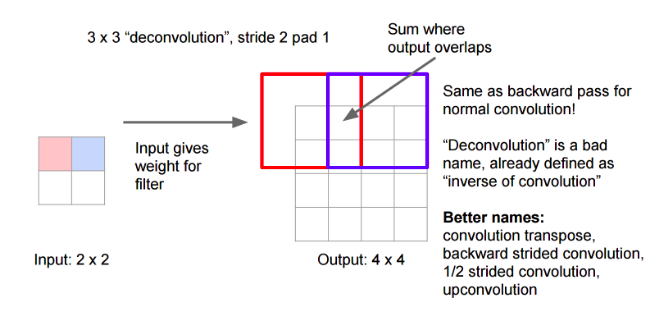 3 x 3 “deconvolution”, stride 2 pad 1
Sum where
output overlaps
Same as backward pass for
normal convolution!
Input gives
weight for
filter
“Deconvolution” is a bad
name, already defined as
“inverse of convolution”
Better names:
convolution transpose,
backward strided convolution,
1/2 strided convolution,
upconvolution
Input: 2 x 2
Output: 4 x 4